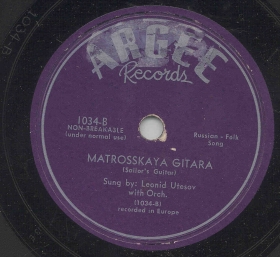 1034-B
ARGEE
Records
1034-B
NON-BREAKABLE
(under normal use)
Russian - Folk
Song
MATROSSKAYA GITARA
(Sailor's Guitar)
Sung by: Leonid Utesov
with Orch.
(1034-B)
recorded in Europe